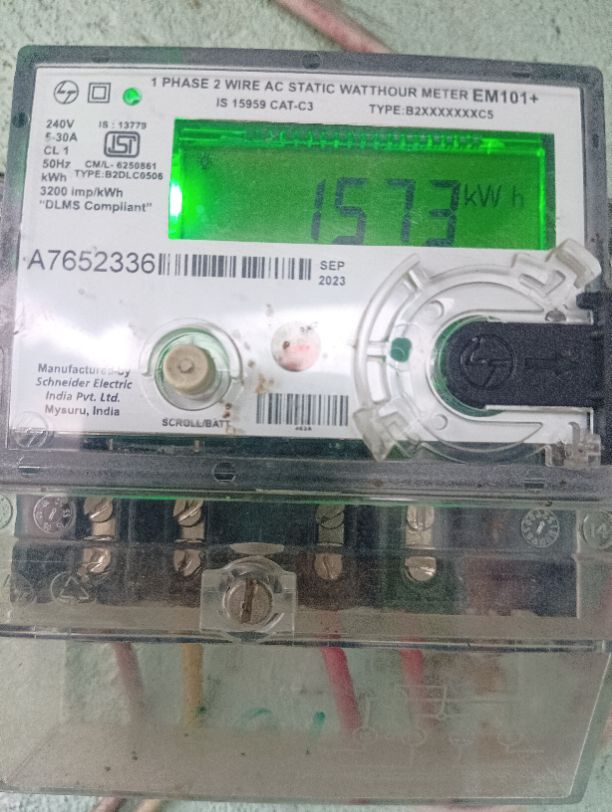 1 PHASE 2 WIRE AC STATIC WATTHOUR METER EM101+
IS 15959 CAT-C3 TYPE:B2XXXXXXXC5
240V IS : 13779
5-30A
CL 1
50Hz CM/L- 6250861
kWh TYPE:B2DLC0506
3200 imp/kWh
"DLMS Compliant"
1573 kW h
A7652336
SEP
2023
Manufactured by
Schneider Electric
India Pvt. Ltd.
Mysuru, India
SCROLL/BATT